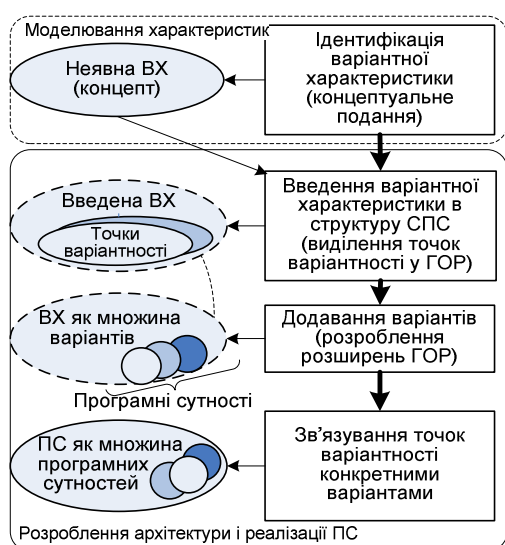 Моделювання характеристик
Неявна ВХ
(концепт)
Ідентифікація
варіантної
характеристики
(концептуальне
подання)
Введена ВХ
Точки
варіантності
Введення варіантної
характеристики в
структуру СПС
(виділення точок
варіантності у ГОР)
ВХ як множина
варіантів
Додавання варіантів
(розроблення
розширень ГОР)
Програмні сутності
ПС як множина
програмних
сутностей
Зв’язування точок
варіантності
конкретними
варіантами
Розроблення архітектури і реалізації ПС